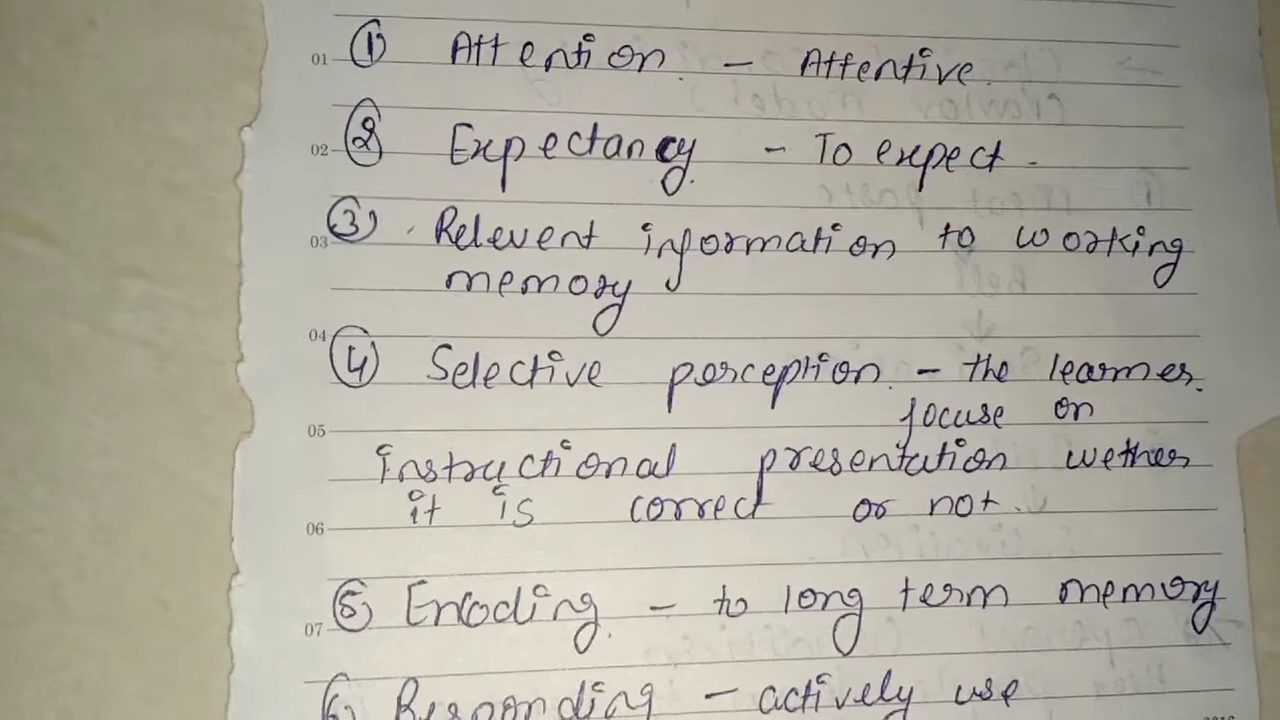 01 ① Attention - Attentive.
02 ② Expectancy. - To expect.
03 ③ Relevent information to working
memory
04
④ Selective perception. - the learner.
focuse on
05
instructional presentation wether
it is correct or not.
06
⑤ Encoding. - to long term memory
07
⑥ Responding - actively use